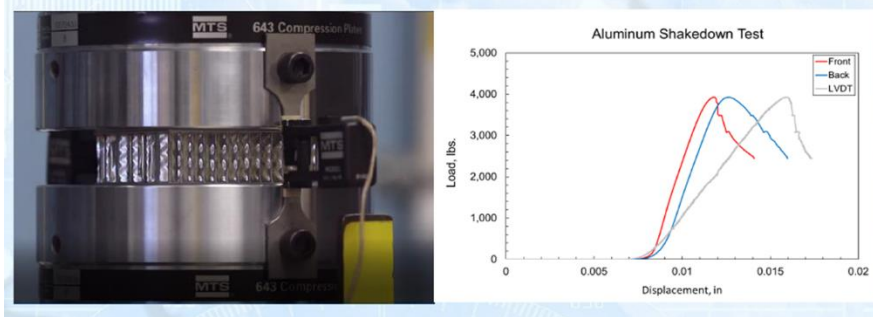 MTS
643 Compression Platen
MTS
MTS
643 Compress
Aluminum Shakedown Test
Front
Back
LVDT
5,000
4,000
3,000
2,000
1,000
0
Load, lbs.
0
0.005
0.01
0.015
0.02
Displacement, in